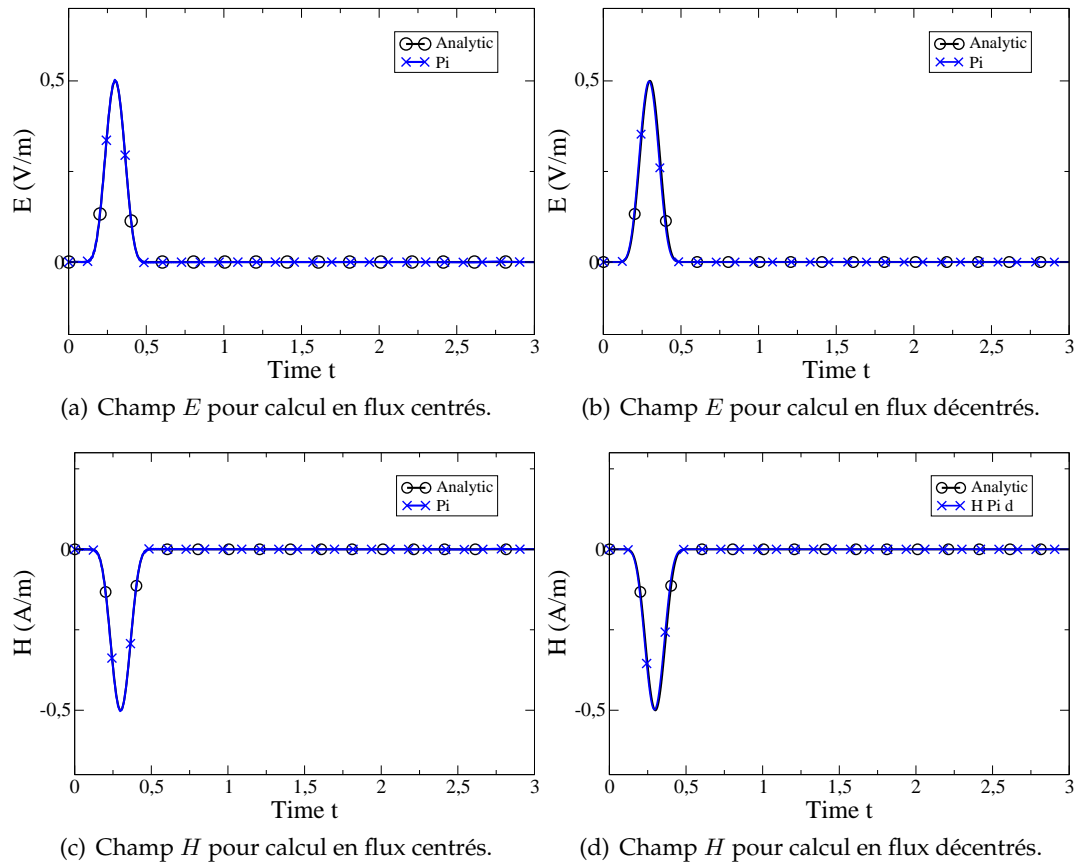 Analytic
Pi
0,5
0
E (V/m)
0 0,5 1 1,5 2 2,5 3
Time t
(a) Champ E pour calcul en flux centrés.
Analytic
Pi
0,5
0
E (V/m)
0 0,5 1 1,5 2 2,5 3
Time t
(b) Champ E pour calcul en flux décentrés.
Analytic
Pi
0
-0,5
H (A/m)
0 0,5 1 1,5 2 2,5 3
Time t
(c) Champ H pour calcul en flux centrés.
Analytic
H Pi d
0
-0,5
H (A/m)
0 0,5 1 1,5 2 2,5 3
Time t
(d) Champ H pour calcul en flux décentrés.